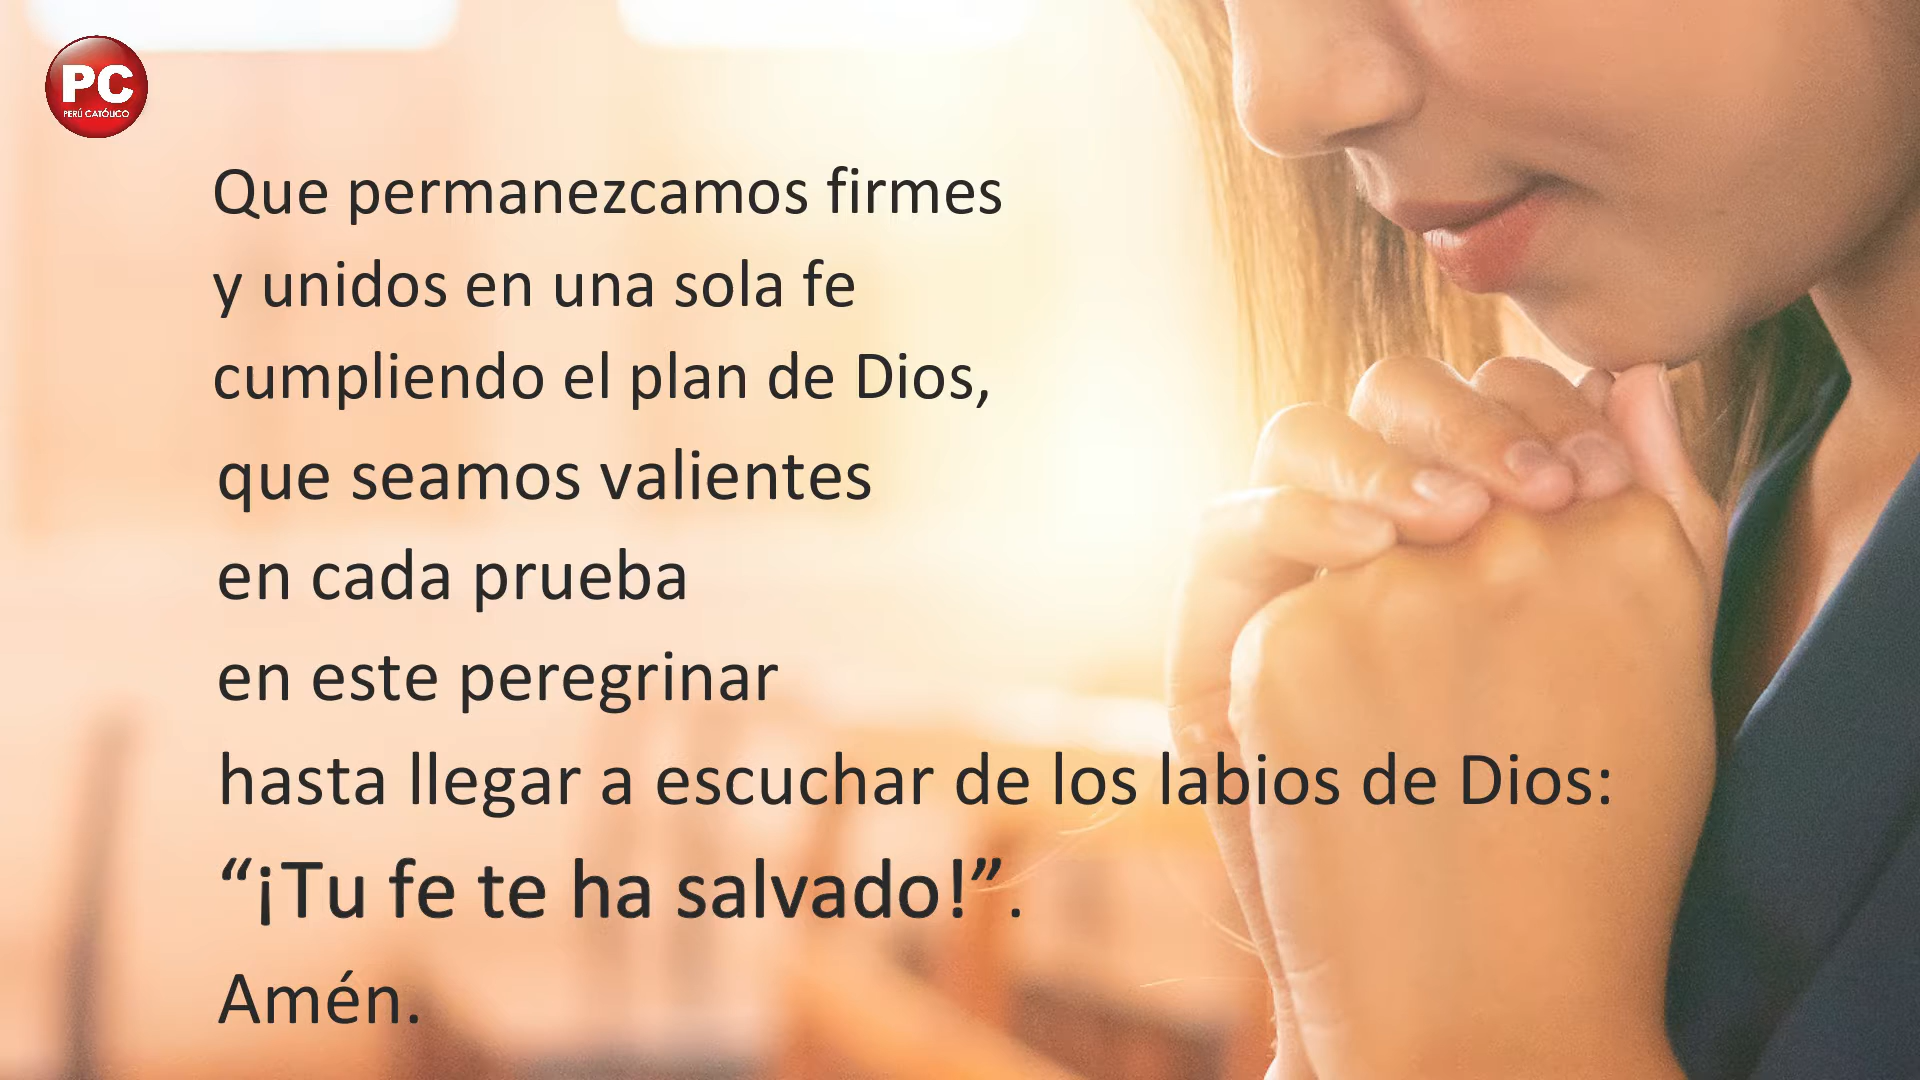 PC
PERÚ CATÓLICO
Que permanezcamos firmes
y unidos en una sola fe
cumpliendo el plan de Dios,
que seamos valientes
en cada prueba
en este peregrinar
hasta llegar a escuchar de los labios de Dios:
“¡Tu fe te ha salvado!”.
Amén.